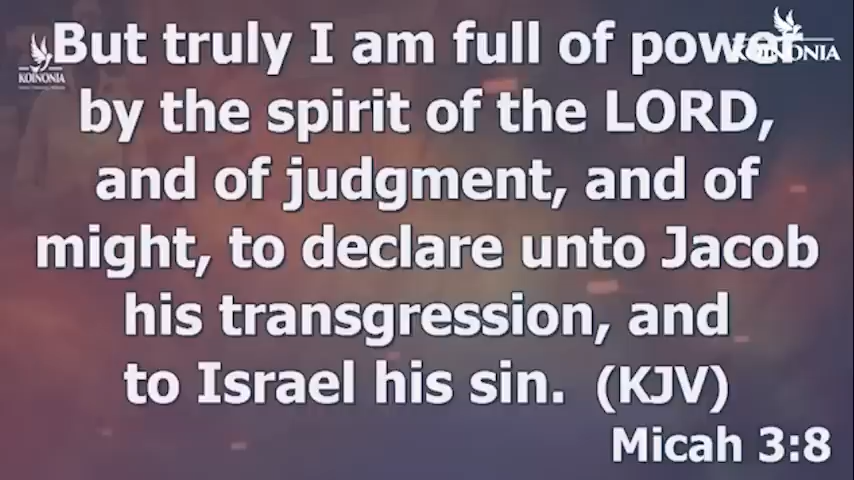 But truly I am full of power
by the spirit of the LORD,
and of judgment, and of
might, to declare unto Jacob
his transgression, and
to Israel his sin. (KJV)
Micah 3:8
KOINONIA
KOINONIA